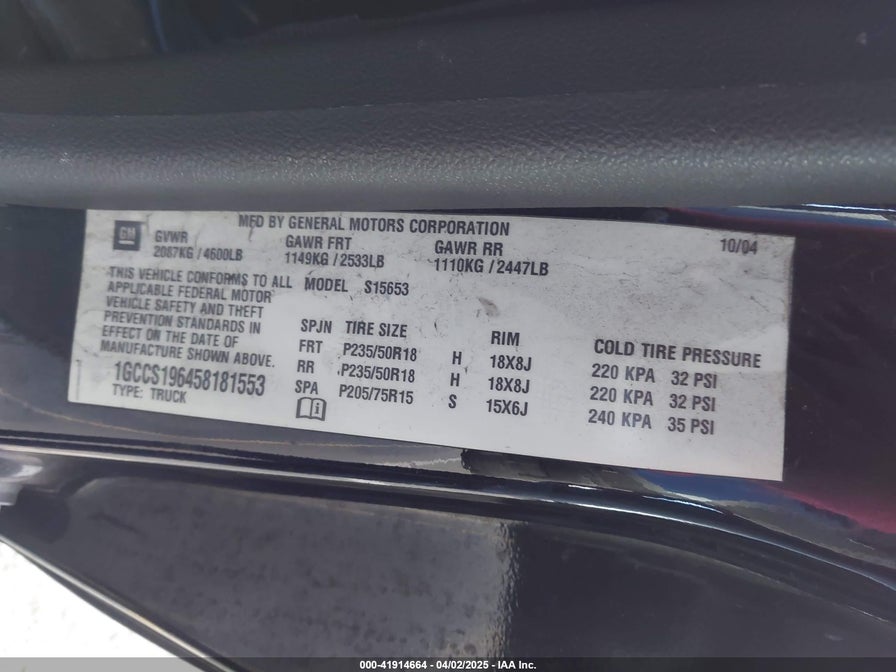 MFD BY GENERAL MOTORS CORPORATION
10/04
GM
GVWR GAWR FRT GAWR RR
2087KG / 4600LB 1149KG / 2533LB 1110KG / 2447LB
THIS VEHICLE CONFORMS TO ALL
APPLICABLE FEDERAL MOTOR
VEHICLE SAFETY AND THEFT
PREVENTION STANDARDS IN
EFFECT ON THE DATE OF
MANUFACTURE SHOWN ABOVE.
1GCCS196458181553
TYPE: TRUCK
MODEL S15653
SPJN TIRE SIZE RIM COLD TIRE PRESSURE
FRT P235/50R18 H 18X8J 220 KPA 32 PSI
RR P235/50R18 H 18X8J 220 KPA 32 PSI
SPA P205/75R15 S 15X6J 240 KPA 35 PSI
000-41914664 - 04/02/2025 - IAA Inc.